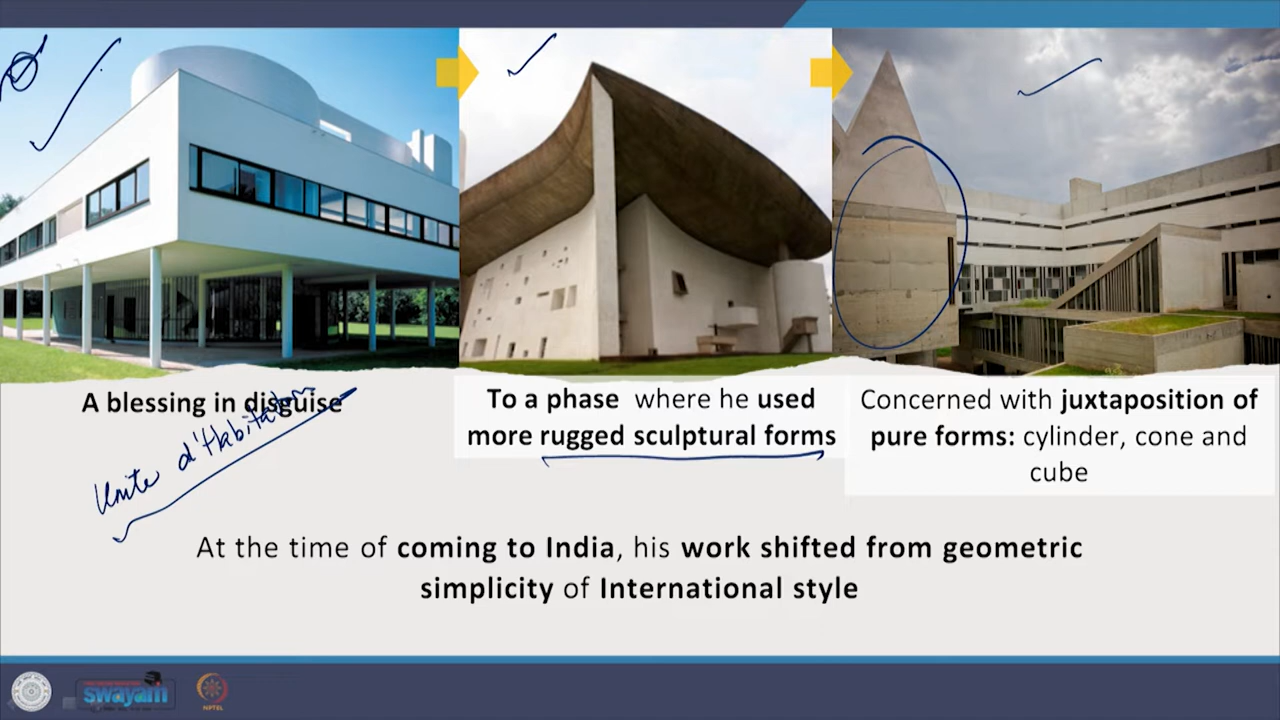 A blessing in disguise
Unite d'Habitation
To a phase where he used
more rugged sculptural forms
Concerned with juxtaposition of
pure forms: cylinder, cone and
cube
At the time of coming to India, his work shifted from geometric
simplicity of International style
swayam
NPTEL